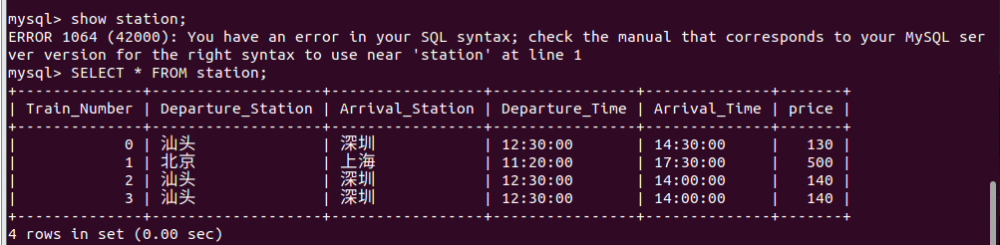 mysql> show station;
ERROR 1064 (42000): You have an error in your SQL syntax; check the manual that corresponds to your MySQL ser
ver version for the right syntax to use near 'station' at line 1
mysql> SELECT * FROM station;
+--------------+-------------------+-----------------+----------------+--------------+-------+
| Train_Number | Departure_Station | Arrival_Station | Departure_Time | Arrival_Time | price |
+--------------+-------------------+-----------------+----------------+--------------+-------+
| 0 | 汕头 | 深圳 | 12:30:00 | 14:30:00 | 130 |
| 1 | 北京 | 上海 | 11:20:00 | 17:30:00 | 500 |
| 2 | 汕头 | 深圳 | 12:30:00 | 14:00:00 | 140 |
| 3 | 汕头 | 深圳 | 12:30:00 | 14:00:00 | 140 |
+--------------+-------------------+-----------------+----------------+--------------+-------+
4 rows in set (0.00 sec)